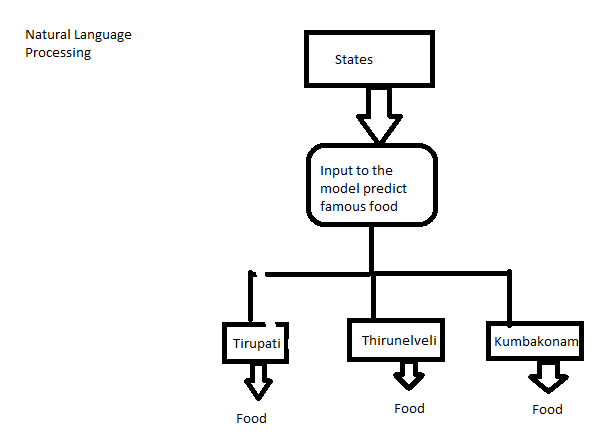 Natural Language
Processing
States
Input to the
model predict
famous food
Tirupati
Thirunelveli
Kumbakonam
Food
Food
Food